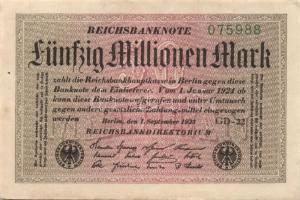 REICHSBANKNOTE
075988
Fünfzig Millionen Mark
zahlt die Reichsbankhauptkasse in Berlin gegen diese
Banknote dem Einlieferer. Vom 1. Januar 1924 ab
kann diese Banknote aufgerufen und unter Umtausch
gegen andere gesetzliche Zahlungsmittel eingezogen
werden
Berlin, den 1. September 1923
GD-22
REICHSBANKDIREKTORIUM